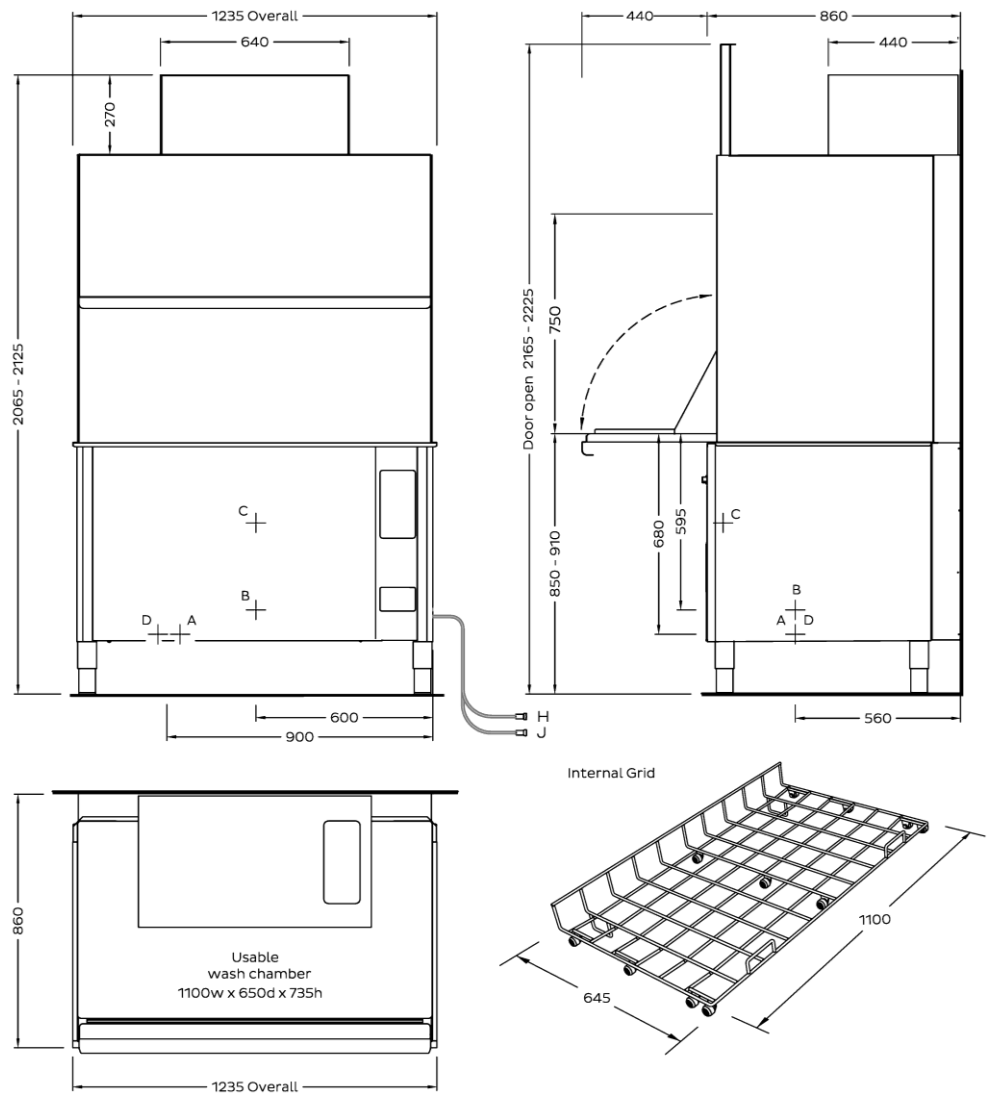 1235 Overall
640
270
2065 - 2125
C
B
D
A
600
900
H
J
440
860
440
Door open 2165 - 2225
750
850 - 910
680
595
C
B
A
D
560
860
Usable
wash chamber
1100w x 650d x 735h
1235 Overall
Internal Grid
1100
645